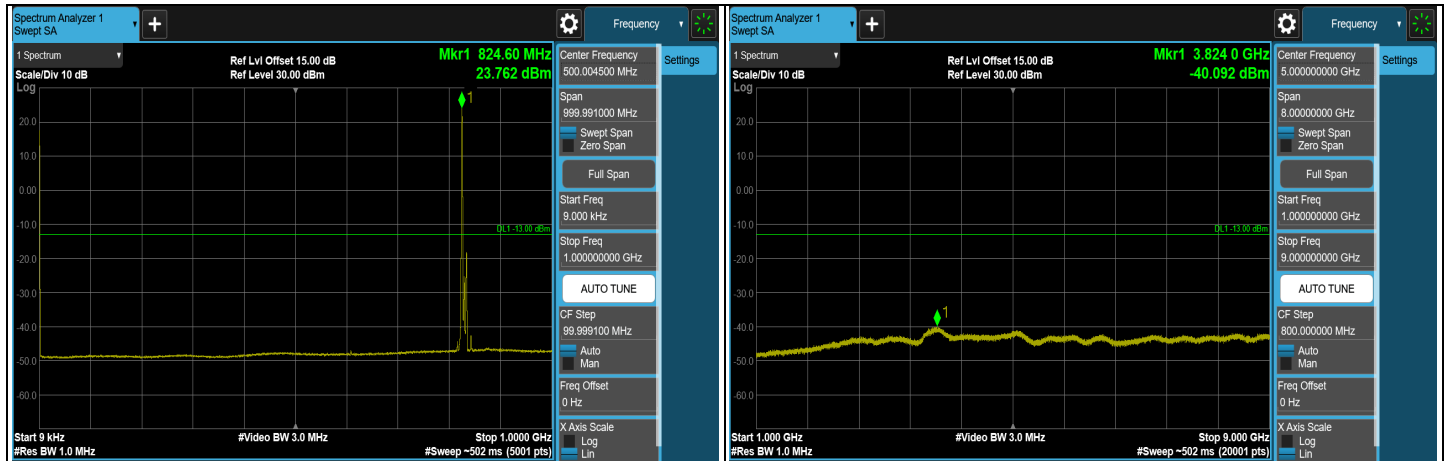 Spectrum Analyzer 1
Swept SA
+
Frequency
1 Spectrum
Scale/Div 10 dB
Log
Ref Lvl Offset 15.00 dB
Ref Level 30.00 dBm
Mkr1 824.60 MHz
23.762 dBm
1
20.0
10.0
0.00
-10.0
-20.0
-30.0
-40.0
-50.0
-60.0
DL1 -13.00 dBm
Start 9 kHz
#Res BW 1.0 MHz
#Video BW 3.0 MHz
Stop 1.0000 GHz
#Sweep ~502 ms (5001 pts)
Center Frequency
500.004500 MHz
Span
999.991000 MHz
Swept Span
Zero Span
Full Span
Start Freq
9.000 kHz
Stop Freq
1.000000000 GHz
AUTO TUNE
CF Step
99.999100 MHz
Auto
Man
Freq Offset
0 Hz
X Axis Scale
Log
Lin
Settings
Spectrum Analyzer 1
Swept SA
+
Frequency
1 Spectrum
Scale/Div 10 dB
Log
Ref Lvl Offset 15.00 dB
Ref Level 30.00 dBm
Mkr1 3.824 0 GHz
-40.092 dBm
1
20.0
10.0
0.00
-10.0
-20.0
-30.0
-40.0
-50.0
-60.0
DL1 -13.00 dBm
Start 1.000 GHz
#Res BW 1.0 MHz
#Video BW 3.0 MHz
Stop 9.000 GHz
#Sweep ~502 ms (20001 pts)
Center Frequency
5.000000000 GHz
Span
8.00000000 GHz
Swept Span
Zero Span
Full Span
Start Freq
1.000000000 GHz
Stop Freq
9.000000000 GHz
AUTO TUNE
CF Step
800.000000 MHz
Auto
Man
Freq Offset
0 Hz
X Axis Scale
Log
Lin
Settings